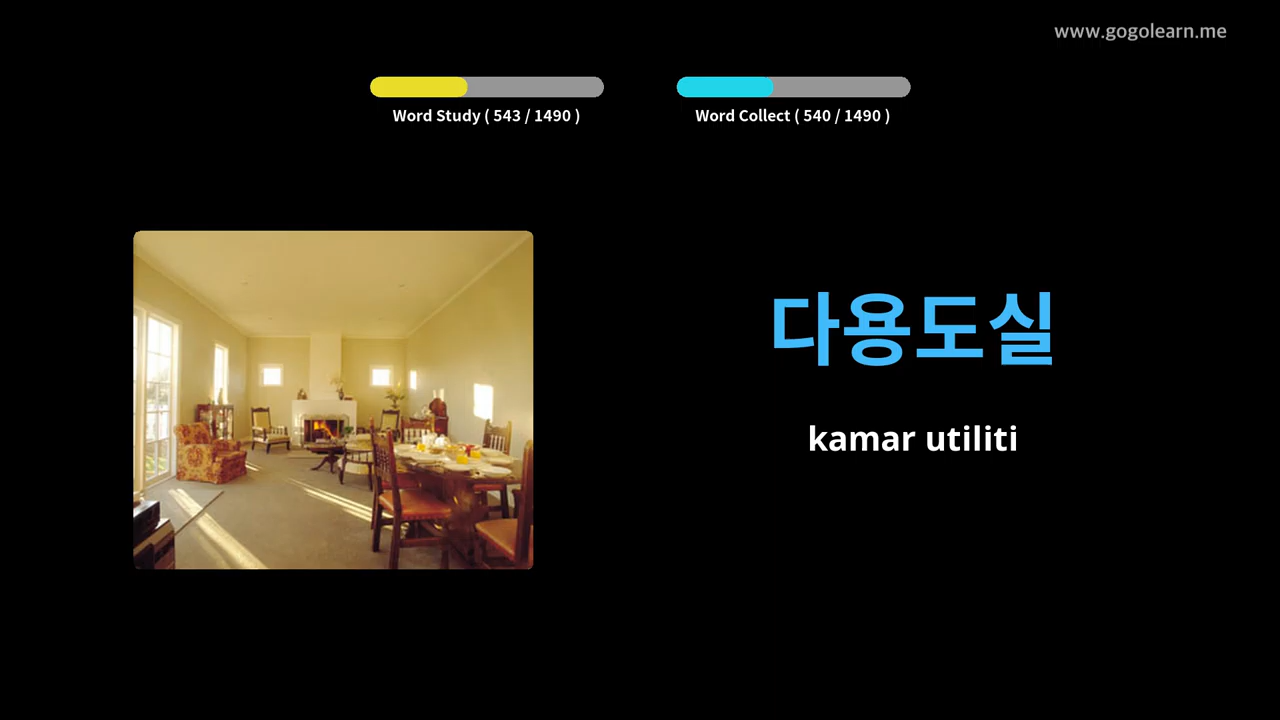 www.gogolearn.me
Word Study ( 543 / 1490 )
Word Collect ( 540 / 1490 )
다용도실
kamar utiliti